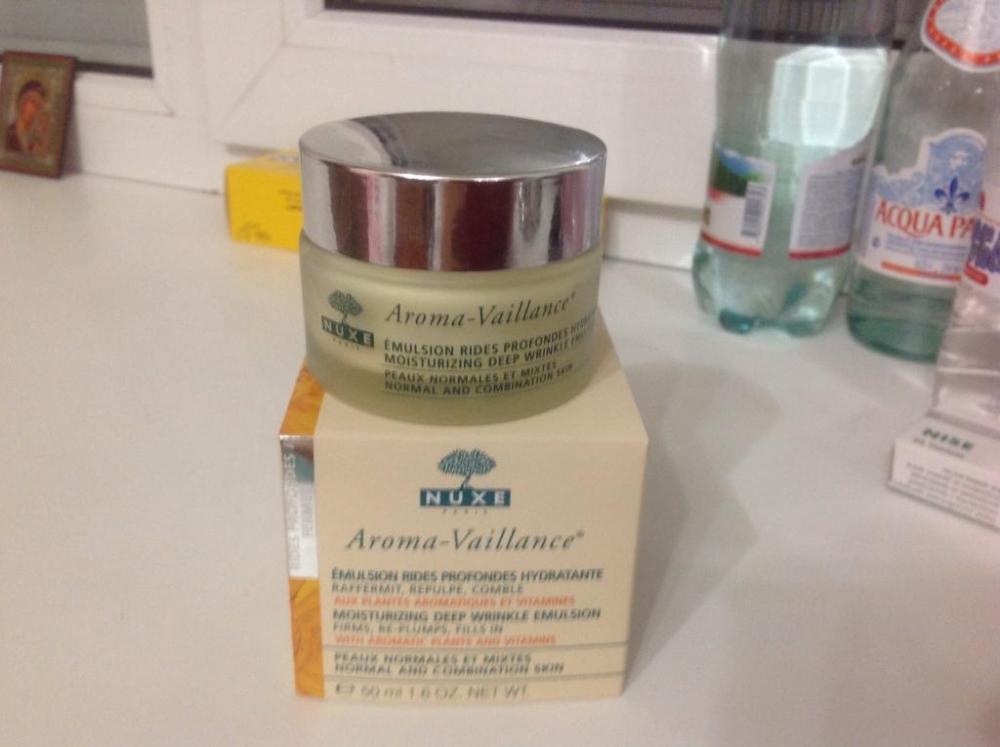 NUXE
PARIS
Aroma-Vaillance®
ÉMULSION RIDES PROFONDES
MOISTURIZING DEEP WRINKLE
PEAUX NORMALES ET MIXTES
NORMAL AND COMBINATION SKIN
NUXE
PARIS
Aroma-Vaillance®
ÉMULSION RIDES PROFONDES HYDRATANTE
RAFFERMIT, REPULPE, COMBLE
AUX PLANTES AROMATIQUES ET VITAMINES
MOISTURIZING DEEP WRINKLE EMULSION
FIRMS, RE-PLUMPS, FILLS IN
WITH AROMATIC PLANTS AND VITAMINS
PEAUX NORMALES ET MIXTES
NORMAL AND COMBINATION SKIN
50 ml 1.6 OZ. NET WT.
RIDES PROFONDES
ACQUA PA
NISE